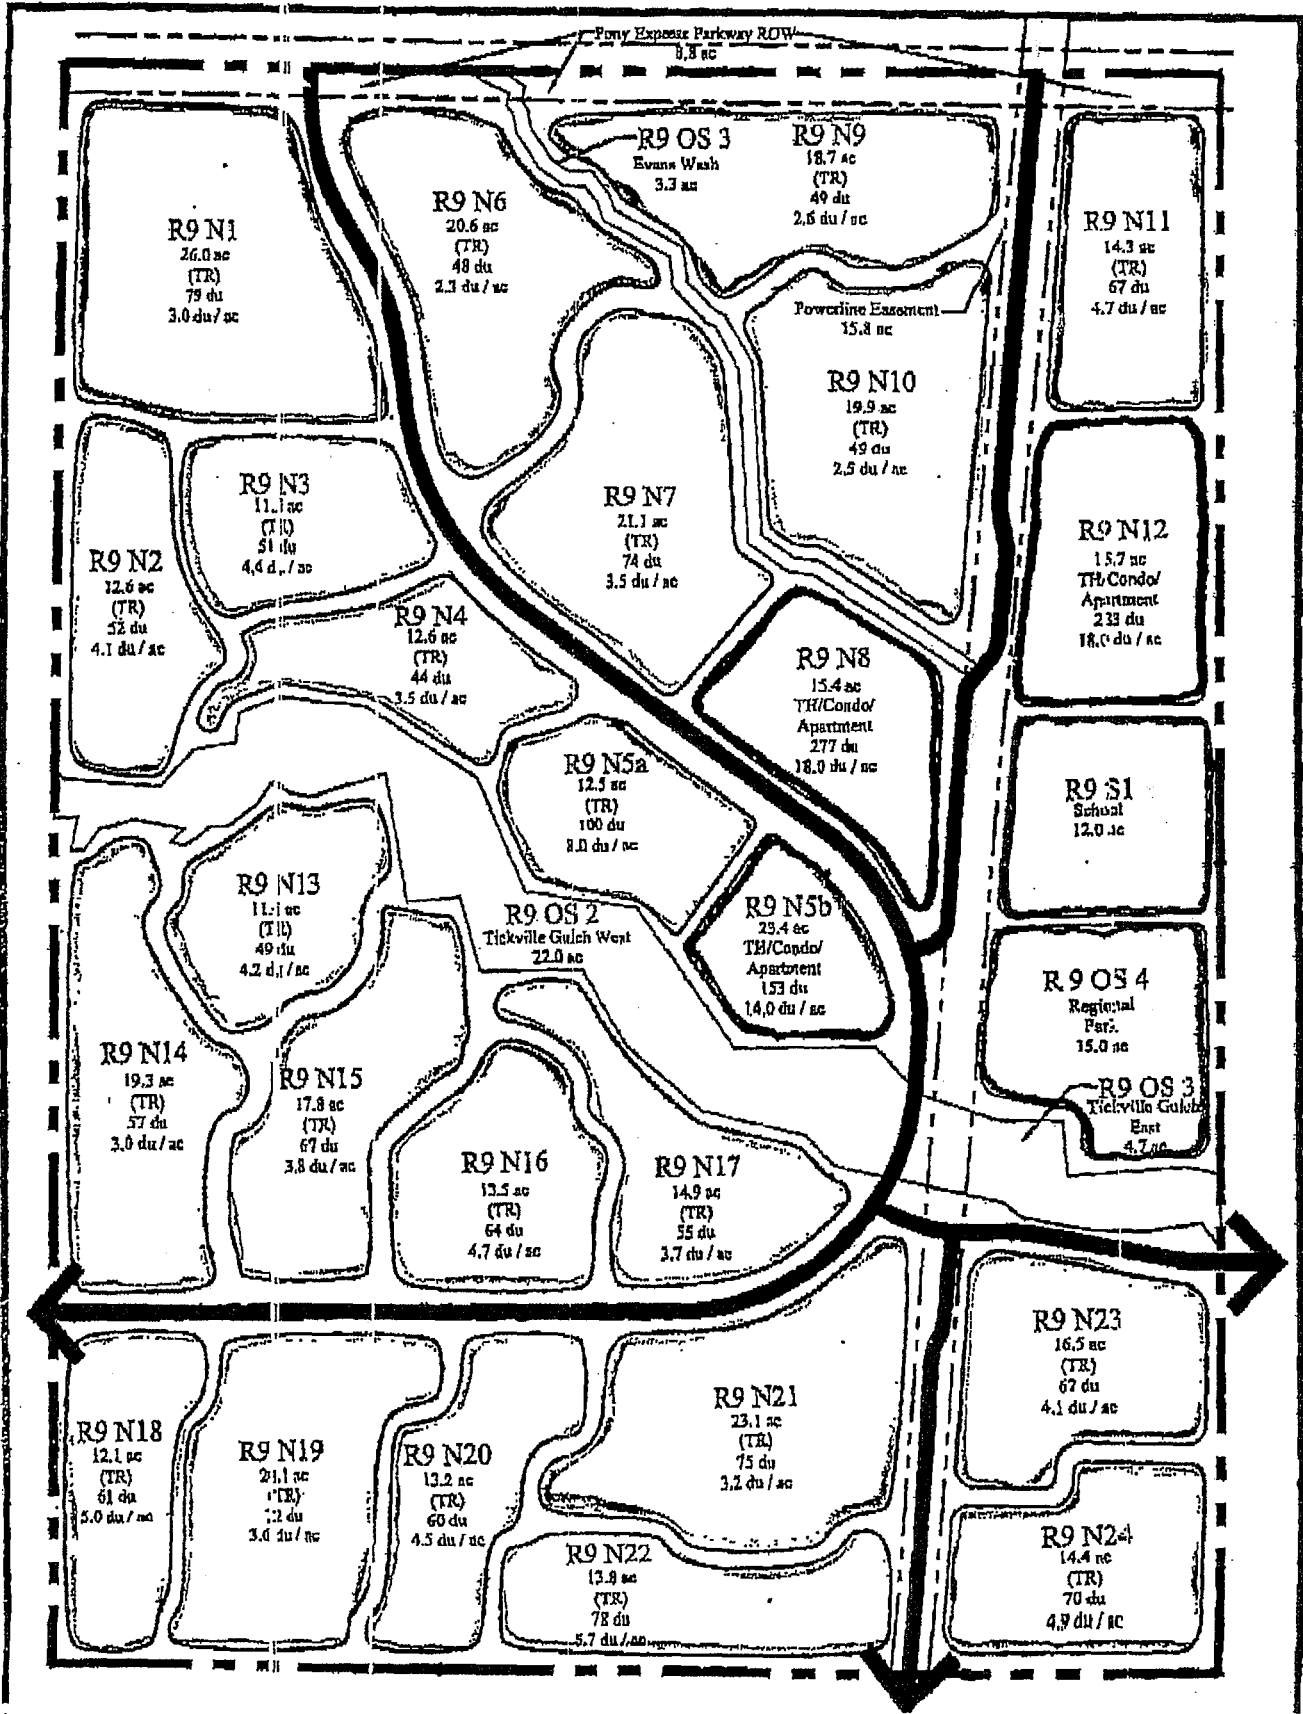 Pony Express Parkway ROW
8.8 ac
R9 OS 3
Evans Wash
3.3 ac
R9 N9
18.7 ac
(TR)
49 du
2.6 du / ac
R9 N1
26.0 ac
(TR)
79 du
3.0 du / ac
R9 N6
20.6 ac
(TR)
48 du
2.3 du / ac
R9 N11
14.3 ac
(TR)
67 du
4.7 du / ac
Powerline Easement
15.8 ac
R9 N10
19.9 ac
(TR)
49 du
2.5 du / ac
R9 N3
11.1 ac
(TR)
51 du
4.4 d./ ac
R9 N7
21.1 ac
(TR)
74 du
3.5 du / ac
R9 N2
12.6 ac
(TR)
52 du
4.1 du / ac
R9 N12
15.7 ac
TH/Condo/
Apartment
233 du
18.0 du / ac
R9 N4
12.6 ac
(TR)
44 du
3.5 du / ac
R9 N8
15.4 ac
TH/Condo/
Apartment
277 du
18.0 du / ac
R9 N5a
12.5 ac
(TR)
100 du
8.0 du / ac
R9 S1
School
12.0 ac
R9 N13
(TR)
49 du
4.2 d./ ac
R9 OS 2
Tickville Gulch West
22.0 ac
R9 N5b
ac
TH/Condo/
Apartment
153 du
14.0 du / ac
R9 OS 4
Regional
Park
15.0 ac
R9 OS 3
Tickville Gulch
East
4.7 ac
R9 N14
19.3 ac
(TR)
57 du
3.0 du / ac
R9 N15
17.8 ac
(TR)
67 du
3.8 du / ac
R9 N16
13.5 ac
(TR)
64 du
4.7 du / ac
R9 N17
14.9 ac
(TR)
55 du
3.7 du / ac
R9 N23
16.5 ac
(TR)
67 du
4.1 du / ac
R9 N18
12.1 ac
(TR)
61 du
5.0 du / ac
R9 N19
ac
(TR)
du
3.6 du / ac
R9 N20
13.2 ac
(TR)
60 du
4.5 du / ac
R9 N21
23.1 ac
(TR)
75 du
3.2 du / ac
R9 N22
13.8 ac
(TR)
78 du
5.7 du / ac
R9 N24
14.4 ac
(TR)
70 du
4.9 du / ac